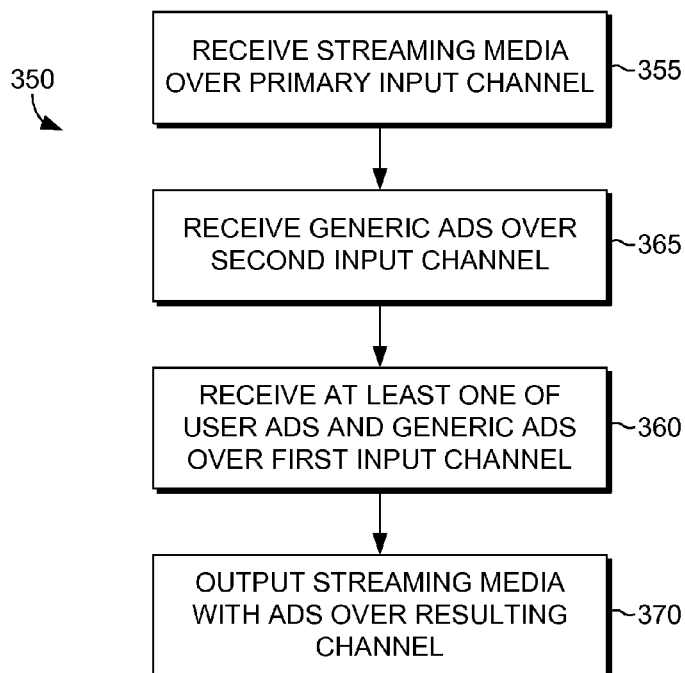 350
RECEIVE STREAMING MEDIA
OVER PRIMARY INPUT CHANNEL
355
RECEIVE GENERIC ADS OVER
SECOND INPUT CHANNEL
365
RECEIVE AT LEAST ONE OF
USER ADS AND GENERIC ADS
OVER FIRST INPUT CHANNEL
360
OUTPUT STREAMING MEDIA
WITH ADS OVER RESULTING
CHANNEL
370